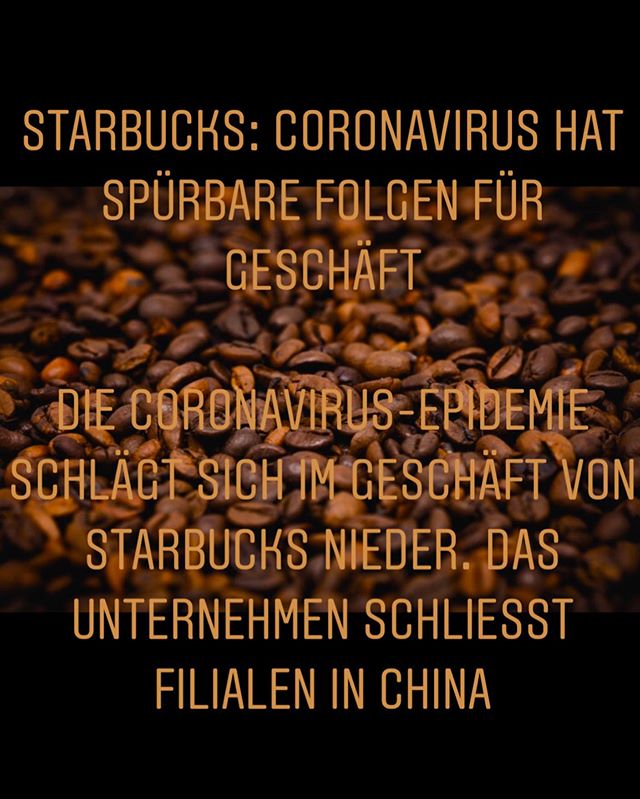 STARBUCKS: CORONAVIRUS HAT
SPÜRBARE FOLGEN FÜR
GESCHÄFT
DIE CORONAVIRUS-EPIDEMIE
SCHLÄGT SICH IM GESCHÄFT VON
STARBUCKS NIEDER. DAS
UNTERNEHMEN SCHLIESST
FILIALEN IN CHINA